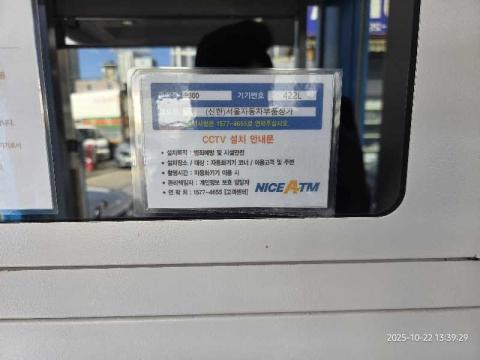 기기번호 422L
(신한)서울자동차부품상가
1577-4655로 연락주십시오.
CCTV 설치 안내문
• 설치목적 : 범죄예방 및 시설안전
• 설치장소 / 대상 : 자동화기기 코너 / 이용고객 및 주변
• 촬영시간 : 자동화기기 이용 시
• 관리책임자 : 개인정보 보호 담당자
• 연 락 처 : 1577-4655 [고객센터]
NICE ATM
2025-10-22 13:39:29